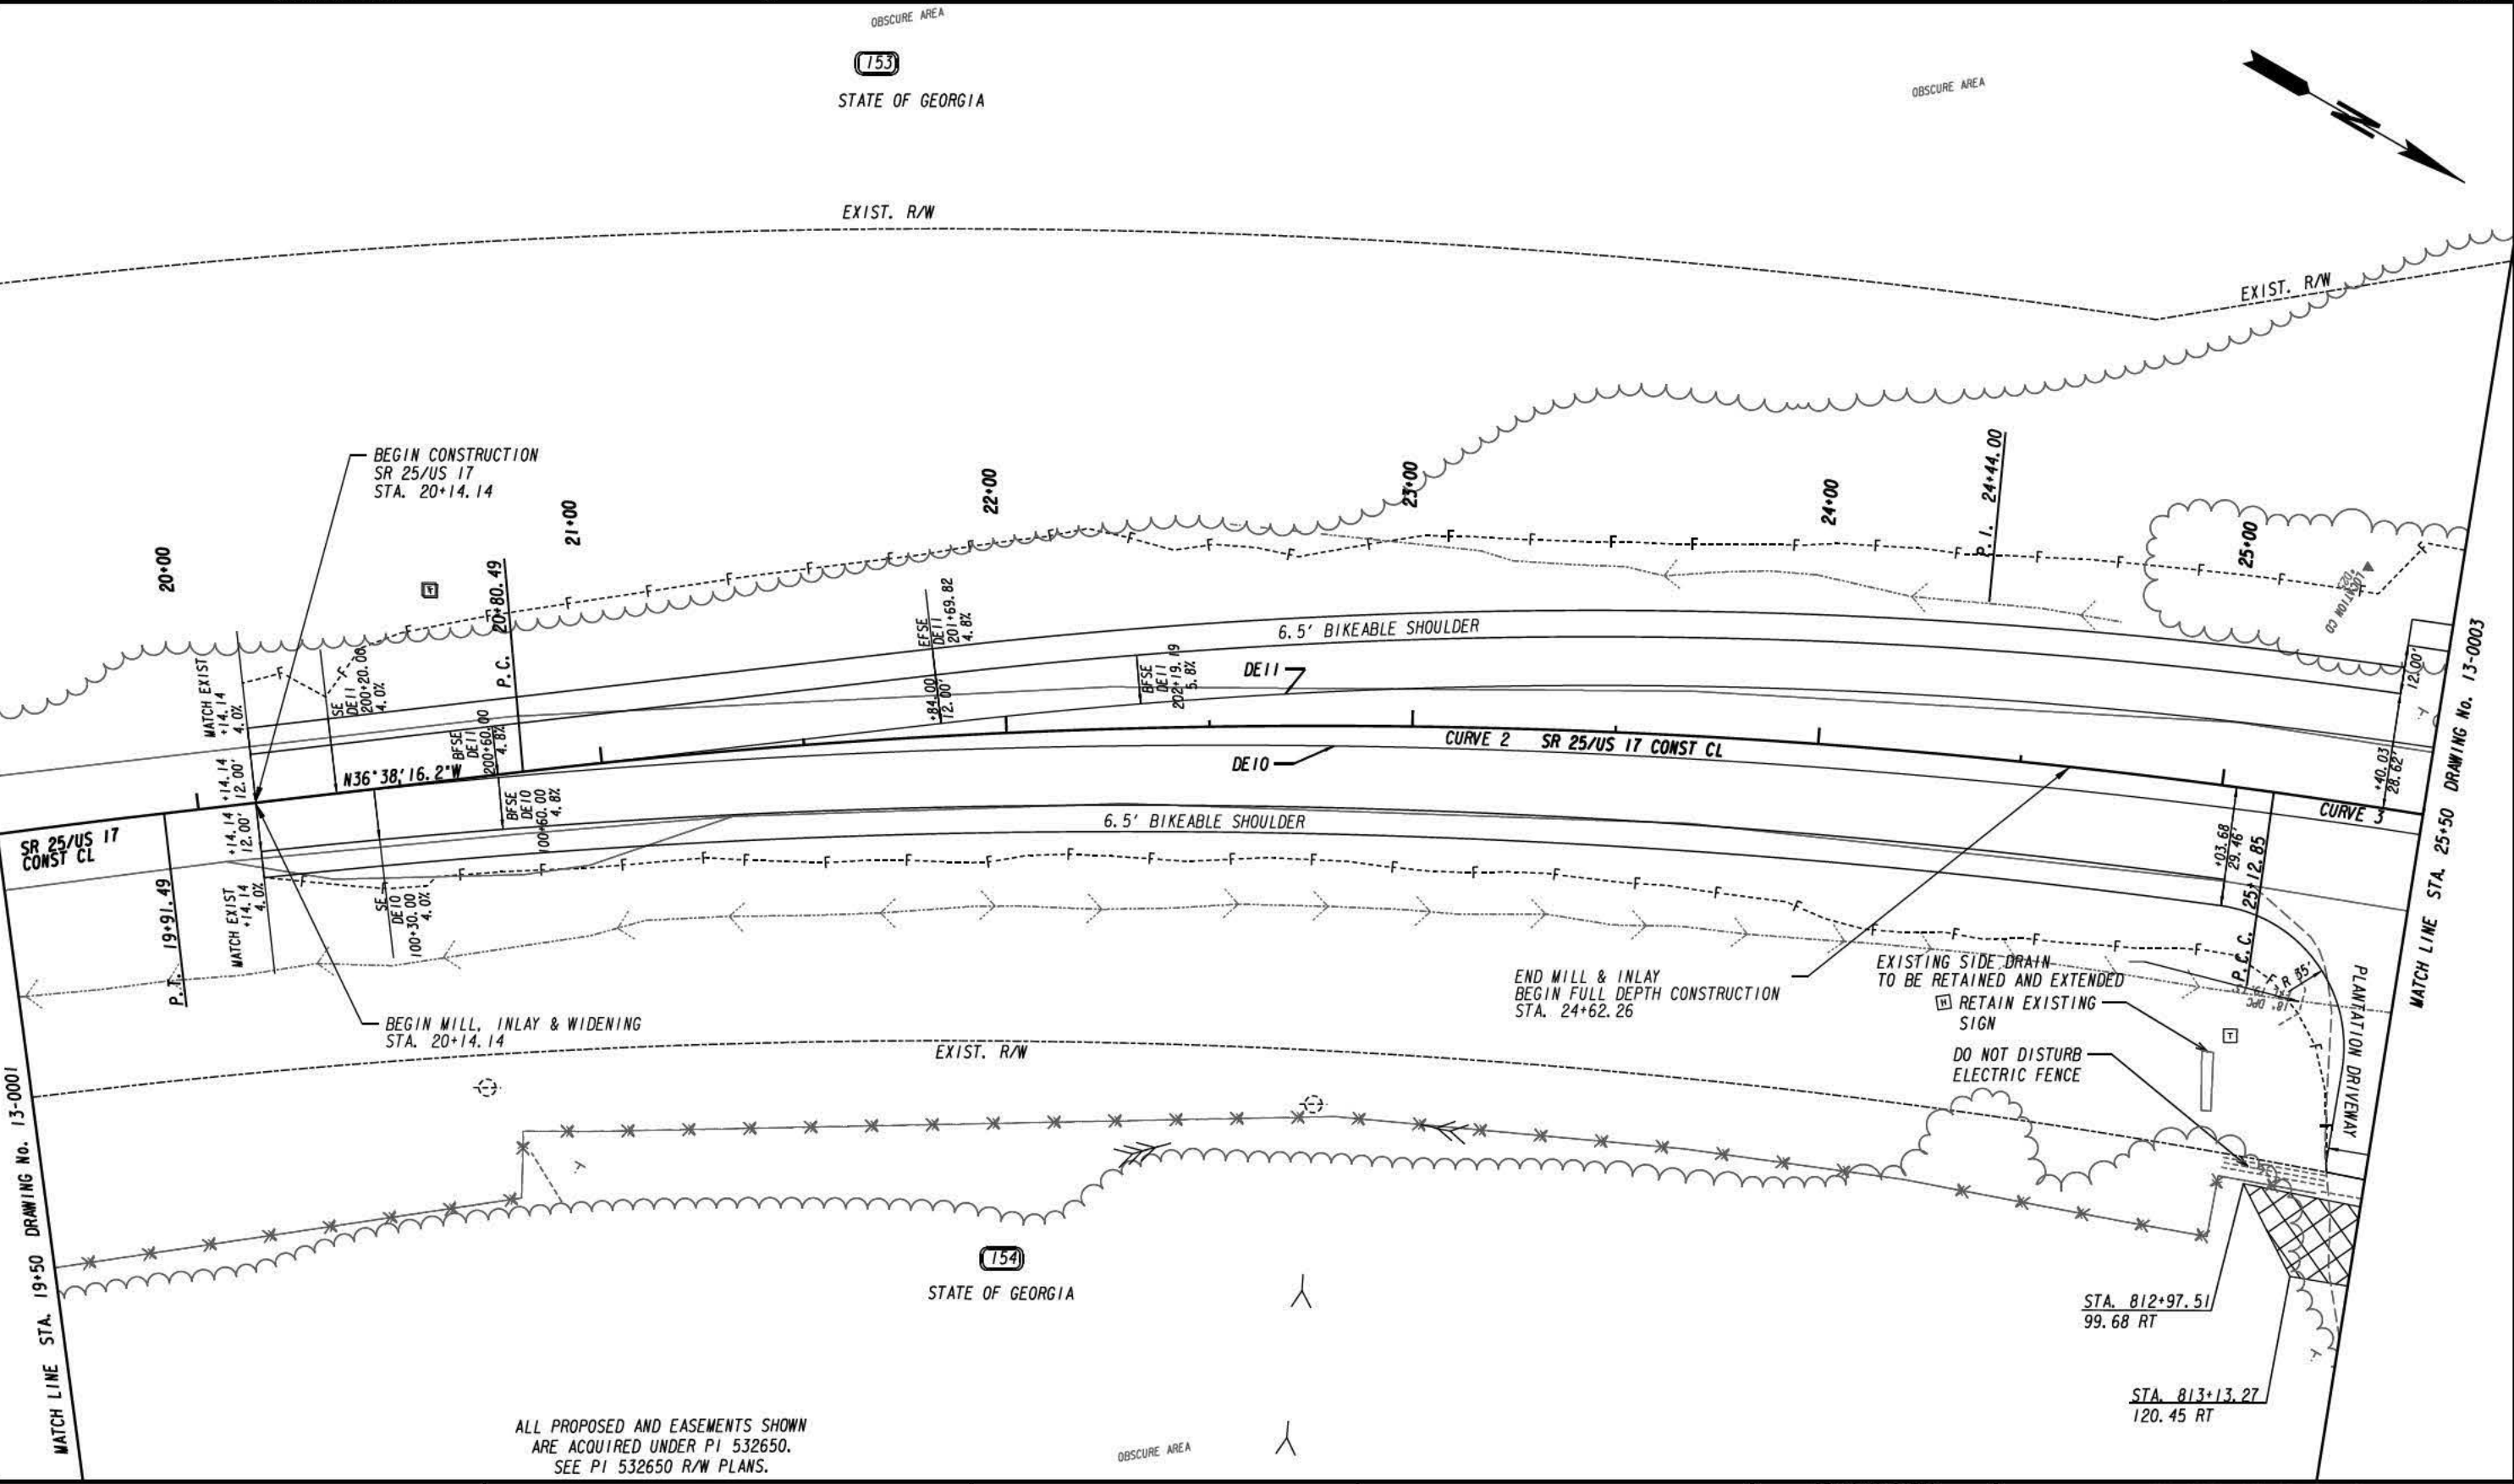 OBSCURE AREA
153
STATE OF GEORGIA
OBSCURE AREA
N
EXIST. R/W
EXIST. R/W
BEGIN CONSTRUCTION
SR 25/US 17
STA. 20+14.14
20+00
21+00
22+00
23+00
24+00
25+00
P.C. 20+80.49
P.I. 24+44.00
MATCH EXIST
+14.14
4.0%
SE
DE11
200+20.00
4.0%
BFSE
DE11
200+60.00
4.8%
EFSE
DE11
201+69.82
4.8%
+84.00
12.00'
BFSE
DE11
202+19.19
5.8%
6.5' BIKEABLE SHOULDER
DE11
DE10
CURVE 2 SR 25/US 17 CONST CL
N36°38'16.2"W
+14.14
12.00'
+14.14
12.00'
SR 25/US 17
CONST CL
P.T. 19+91.49
MATCH EXIST
+14.14
4.0%
SE
DE10
100+30.00
4.0%
BFSE
DE10
100+60.00
4.8%
6.5' BIKEABLE SHOULDER
12.00'
+40.03
28.62'
CURVE 3
+03.68
29.46'
P.C.C. 25+12.85
R 35'
PLANTATION DRIVEWAY
MATCH LINE STA. 25+50 DRAWING No. 13-0003
BEGIN MILL, INLAY & WIDENING
STA. 20+14.14
END MILL & INLAY
BEGIN FULL DEPTH CONSTRUCTION
STA. 24+62.26
EXISTING SIDE DRAIN
TO BE RETAINED AND EXTENDED
H RETAIN EXISTING
SIGN
T
DO NOT DISTURB
ELECTRIC FENCE
EXIST. R/W
MATCH LINE STA. 19+50 DRAWING No. 13-0001
154
STATE OF GEORGIA
STA. 812+97.51
99.68 RT
STA. 813+13.27
120.45 RT
ALL PROPOSED AND EASEMENTS SHOWN
ARE ACQUIRED UNDER PI 532650.
SEE PI 532650 R/W PLANS.
OBSCURE AREA